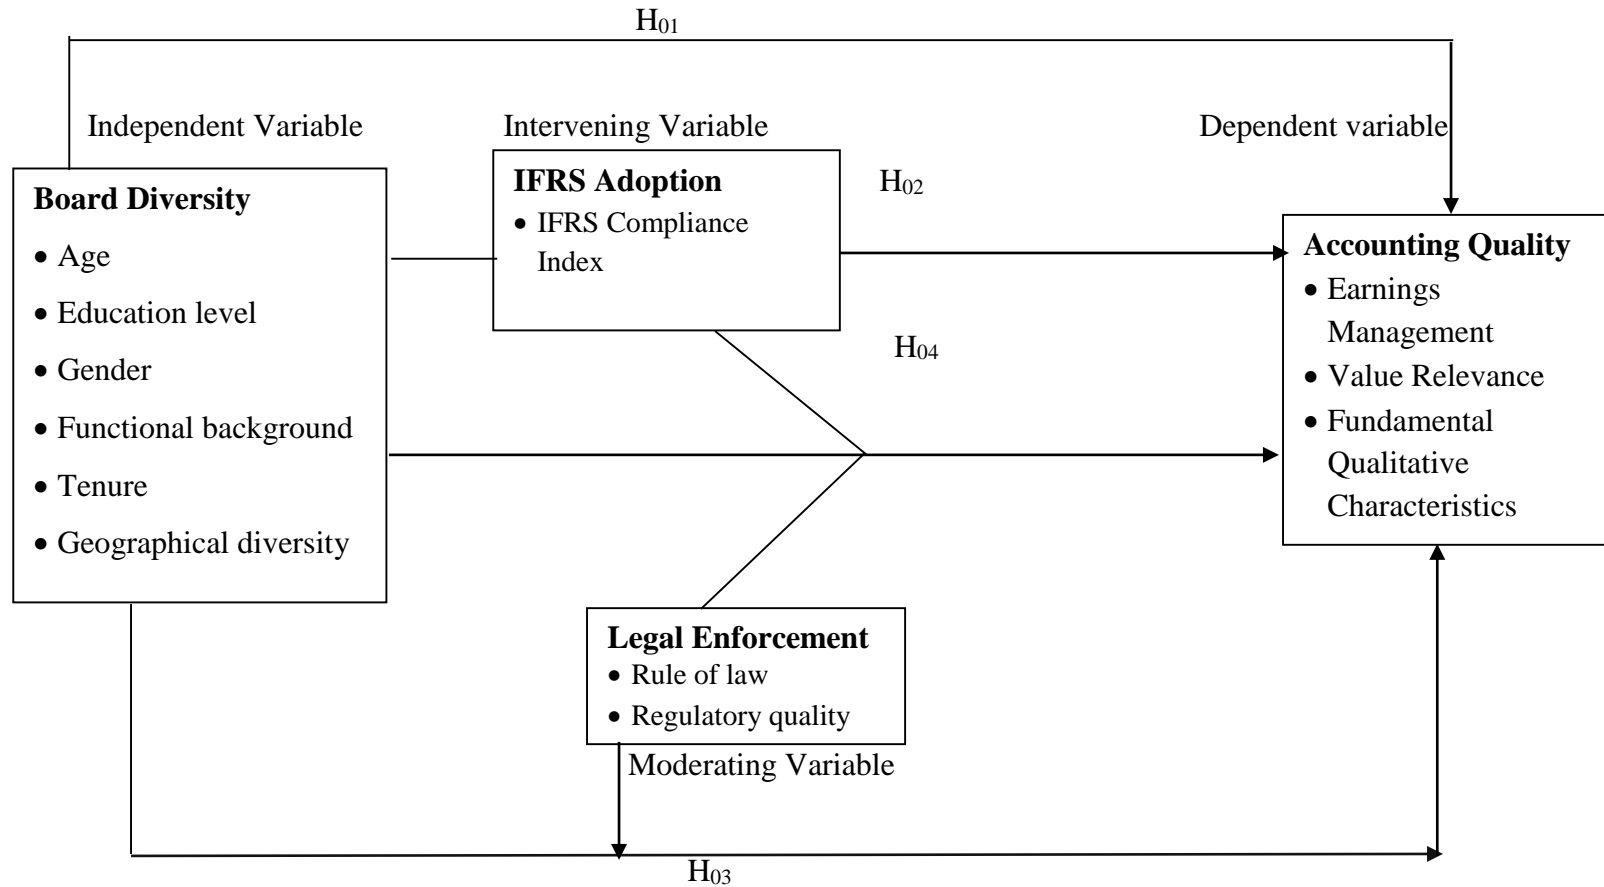 H₀₁
Independent Variable
Intervening Variable
Dependent variable
Board Diversity
• Age
• Education level
• Gender
• Functional background
• Tenure
• Geographical diversity
IFRS Adoption
• IFRS Compliance
Index
H₀₂
H₀₄
Accounting Quality
• Earnings
Management
• Value Relevance
• Fundamental
Qualitative
Characteristics
Legal Enforcement
• Rule of law
• Regulatory quality
Moderating Variable
H₀₃